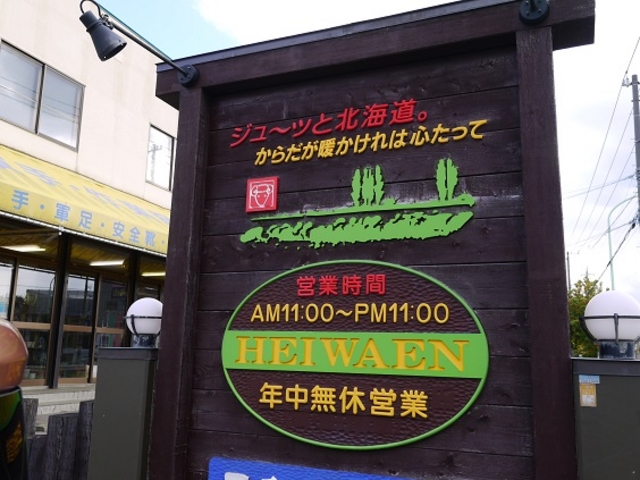 ジュ〜ツと北海道。
からだが暖かければ心たって
営業時間
AM11:00〜PM11:00
HEIWAEN
年中無休営業
手・軍足・安全靴